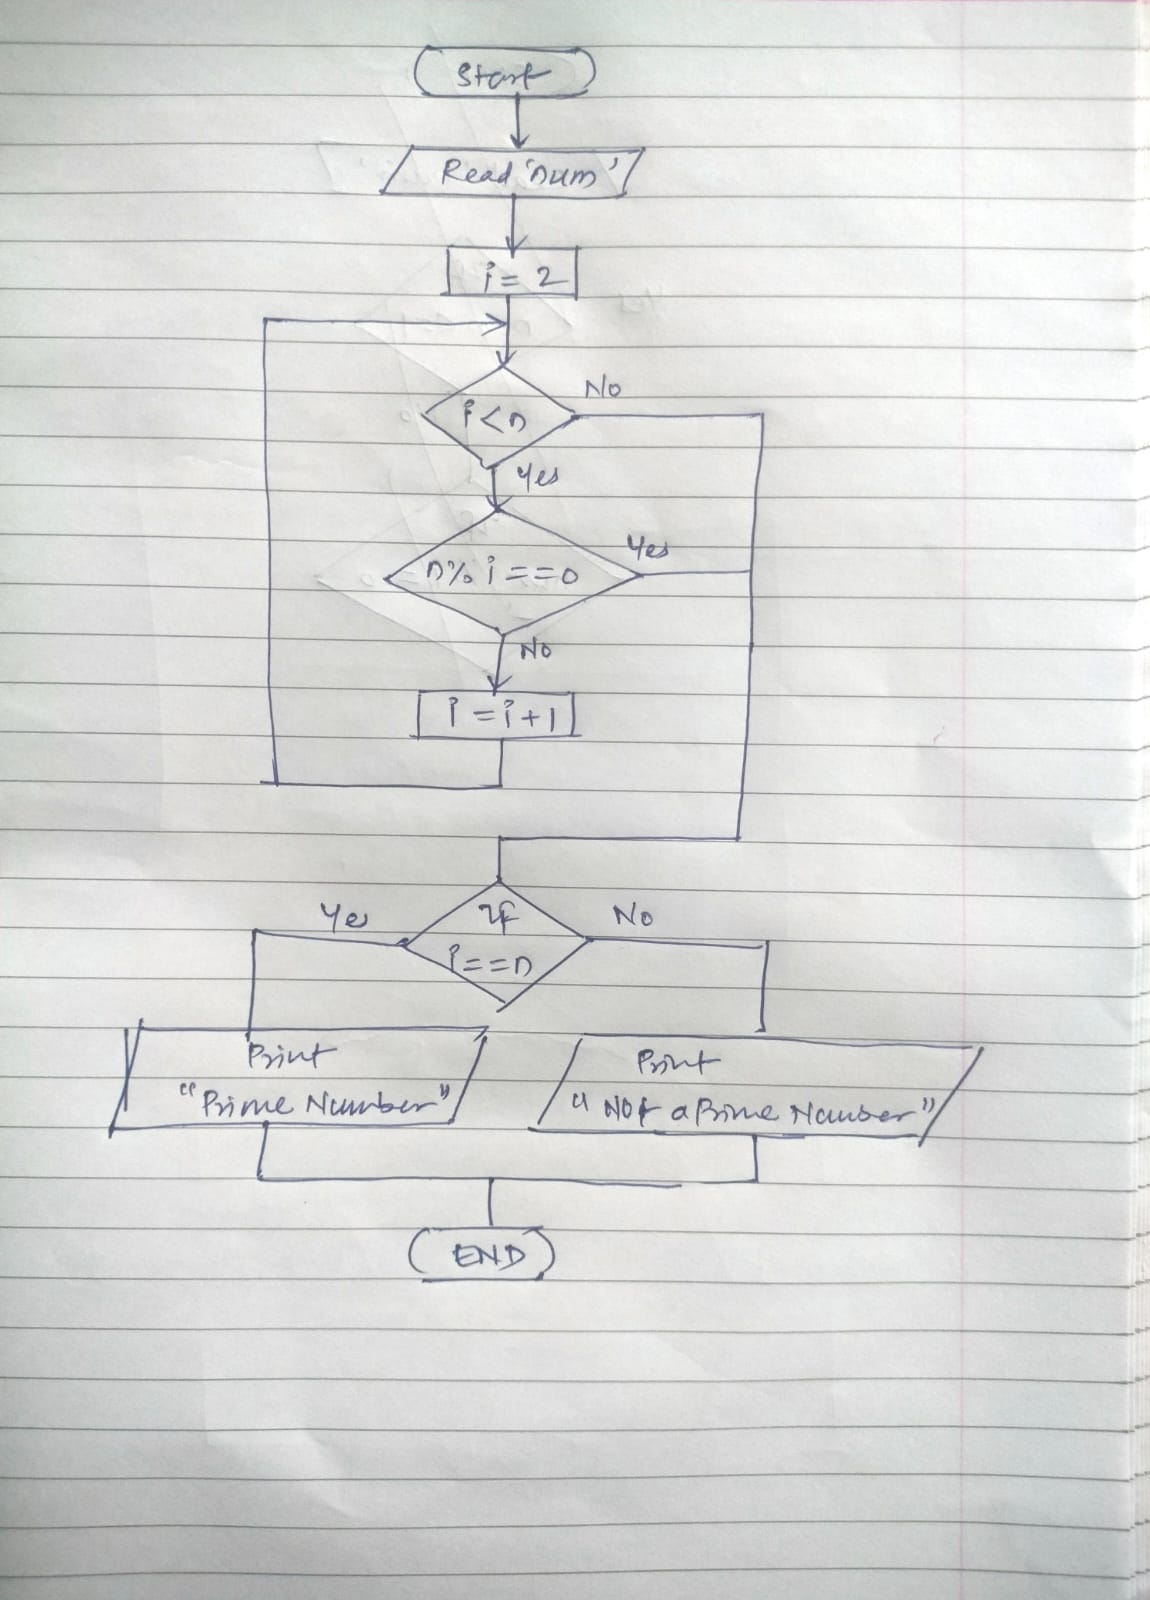 Start
Read 'num'
i = 2
i < n
No
Yes
n % i == 0
Yes
No
i = i + 1
If
i == n
Yes
No
Print
"Prime Number"
Print
"Not a Prime Number"
END